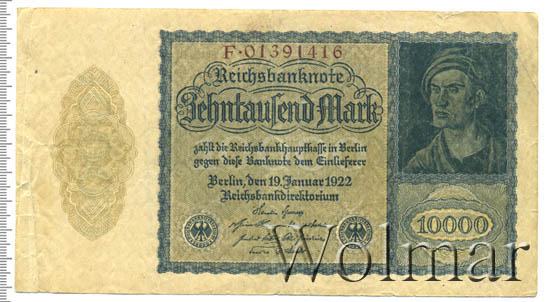 F·01391416
Reichsbanknote
Zehntausend Mark
zahlt die Reichsbankhauptkasse in Berlin
gegen diese Banknote dem Einlieferer
Berlin, den 19. Januar 1922
Reichsbankdirektorium
10000
Wolmar